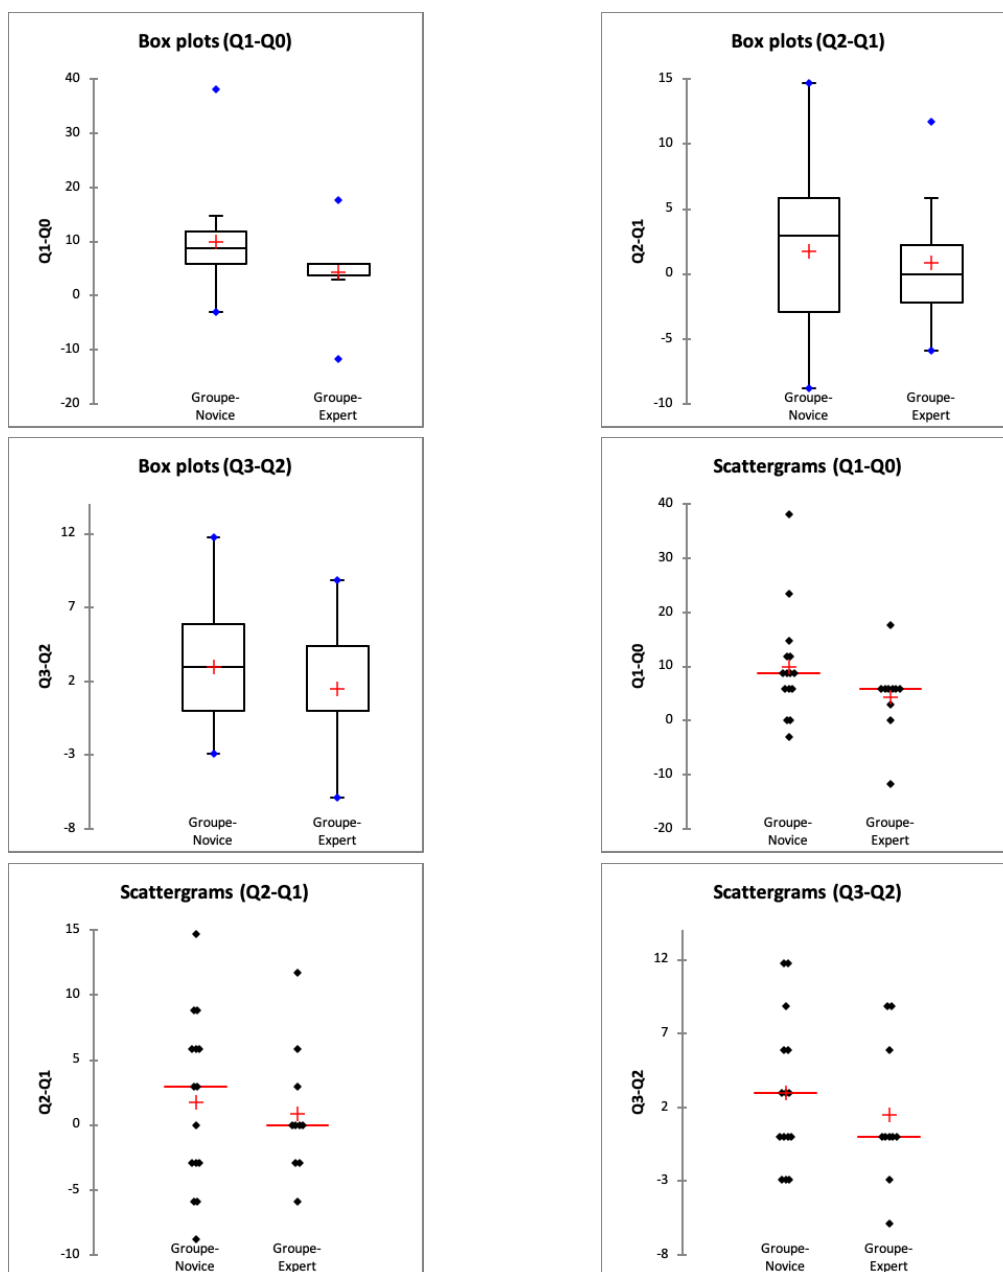 Box plots (Q1-Q0)
40
30
20
10
0
-10
-20
Q1-Q0
Groupe-
Novice
Groupe-
Expert
Box plots (Q2-Q1)
15
10
5
0
-5
-10
Q2-Q1
Groupe-
Novice
Groupe-
Expert
Box plots (Q3-Q2)
12
7
2
-3
-8
Q3-Q2
Groupe-
Novice
Groupe-
Expert
Scattergrams (Q1-Q0)
40
30
20
10
0
-10
-20
Q1-Q0
Groupe-
Novice
Groupe-
Expert
Scattergrams (Q2-Q1)
15
10
5
0
-5
-10
Q2-Q1
Groupe-
Novice
Groupe-
Expert
Scattergrams (Q3-Q2)
12
7
2
-3
-8
Q3-Q2
Groupe-
Novice
Groupe-
Expert